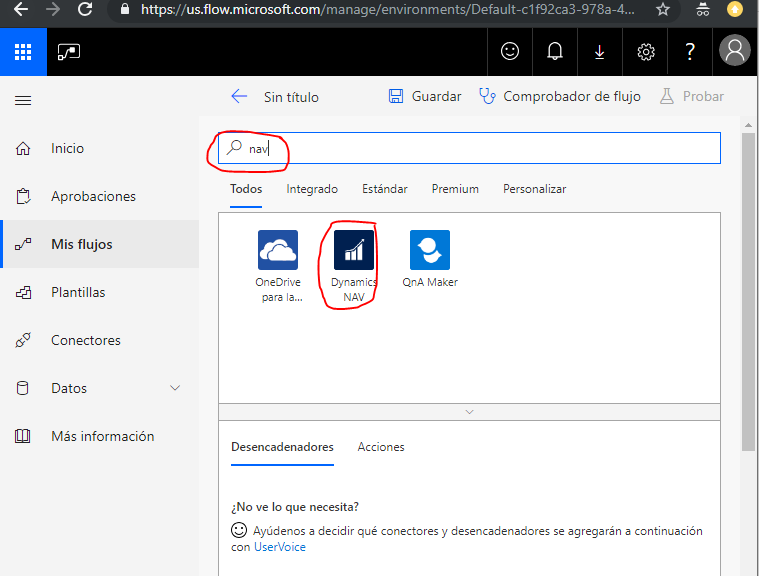 https://us.flow.microsoft.com/manage/environments/Default-c1f92ca3-978a-4...
Sin título
Guardar
Comprobador de flujo
Probar
Inicio
Aprobaciones
Mis flujos
Plantillas
Conectores
Datos
Más información
nav
Todos
Integrado
Estándar
Premium
Personalizar
OneDrive
para la...
Dynamics
NAV
QnA Maker
Desencadenadores
Acciones
¿No ve lo que necesita?
Ayúdenos a decidir qué conectores y desencadenadores se agregarán a continuación
con UserVoice